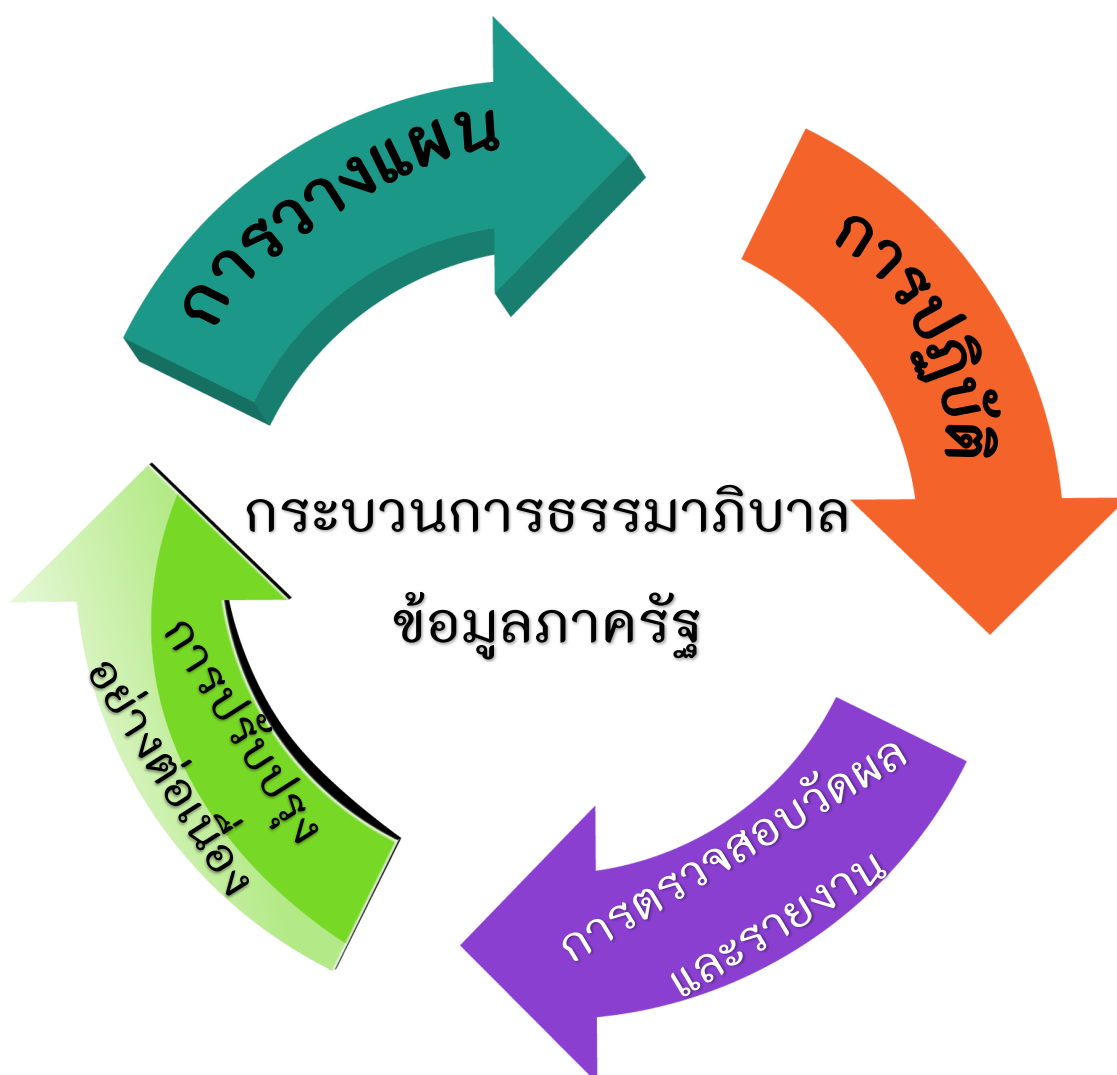 การวางแผน
การปฏิบัติ
กระบวนการธรรมาภิบาล
ข้อมูลภาครัฐ
การตรวจสอบวัดผล
และรายงาน
การปรับปรุง
อย่างต่อเนื่อง